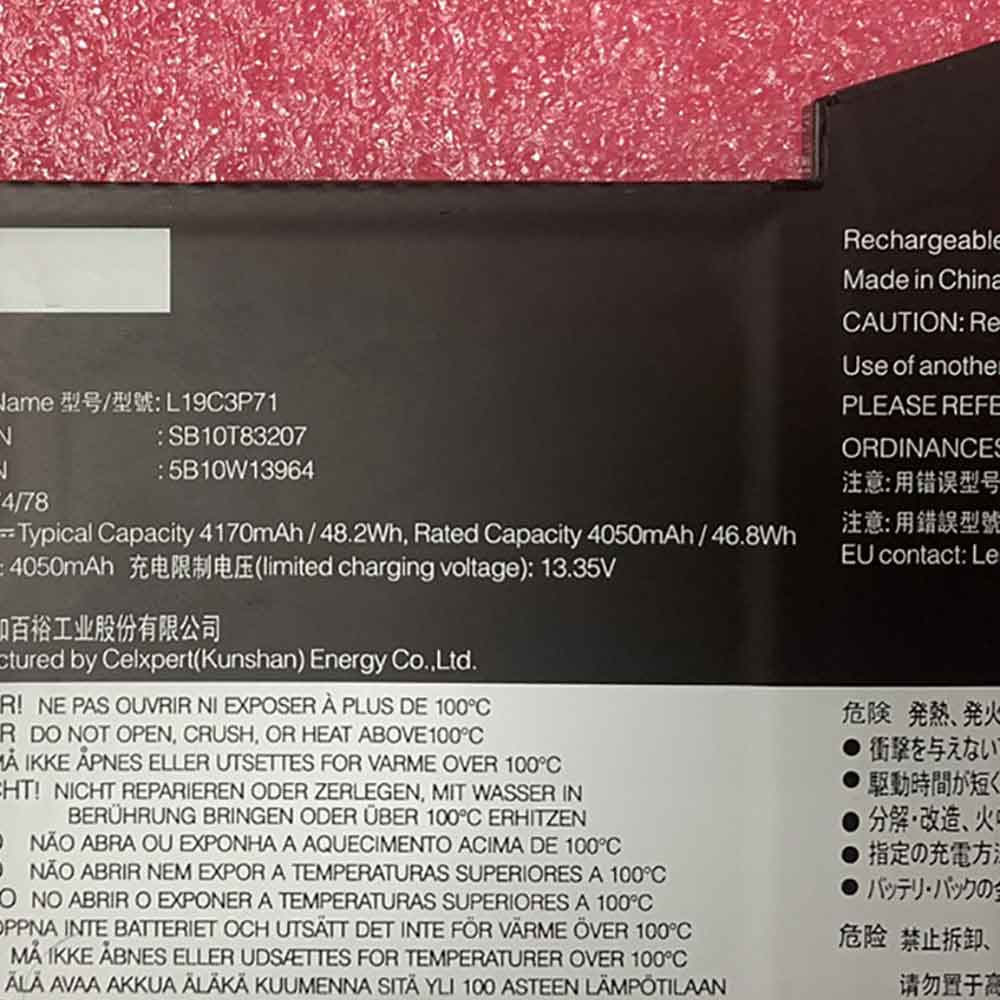 Name 型号/型號: L19C3P71
N : SB10T83207
N : 5B10W13964
4/78
Typical Capacity 4170mAh / 48.2Wh, Rated Capacity 4050mAh / 46.8Wh
: 4050mAh 充电限制电压(limited charging voltage): 13.35V
加百裕工业股份有限公司
ctured by Celxpert(Kunshan) Energy Co.,Ltd.
R! NE PAS OUVRIR NI EXPOSER À PLUS DE 100°C
R DO NOT OPEN, CRUSH, OR HEAT ABOVE100°C
MÅ IKKE ÅPNES ELLER UTSETTES FOR VARME OVER 100°C
CHT! NICHT REPARIEREN ODER ZERLEGEN, MIT WASSER IN
BERÜHRUNG BRINGEN ODER ÜBER 100°C ERHITZEN
O NÃO ABRA OU EXPONHA A AQUECIMENTO ACIMA DE 100°C
O NÃO ABRIR NEM EXPOR A TEMPERATURAS SUPERIORES A 100°C
O NO ABRIR O EXPONER A TEMPERATURAS SUPERIORES A 100°C
ÖPPNA INTE BATTERIET OCH UTSÄTT DET INTE FÖR VÄRME ÖVER 100°C
MÅ IKKE ÅBNES ELLER UDSÆTTES FOR TEMPERATURER OVER 100°C
ÄLÄ AVAA AKKUA ÄLÄKÄ KUUMENNA SITÄ YLI 100 ASTEEN LÄMPÖTILAAN
Rechargeable
Made in China
CAUTION: Re
Use of another
PLEASE REFE
ORDINANCES
注意: 用错误型号
注意: 用錯誤型號
EU contact: Le
危険 発熱、発火
● 衝撃を与えない
● 駆動時間が短く
● 分解・改造、火中
● 指定の充電方法
● バッテリ・パックの
危险 禁止拆卸、
请勿置于高